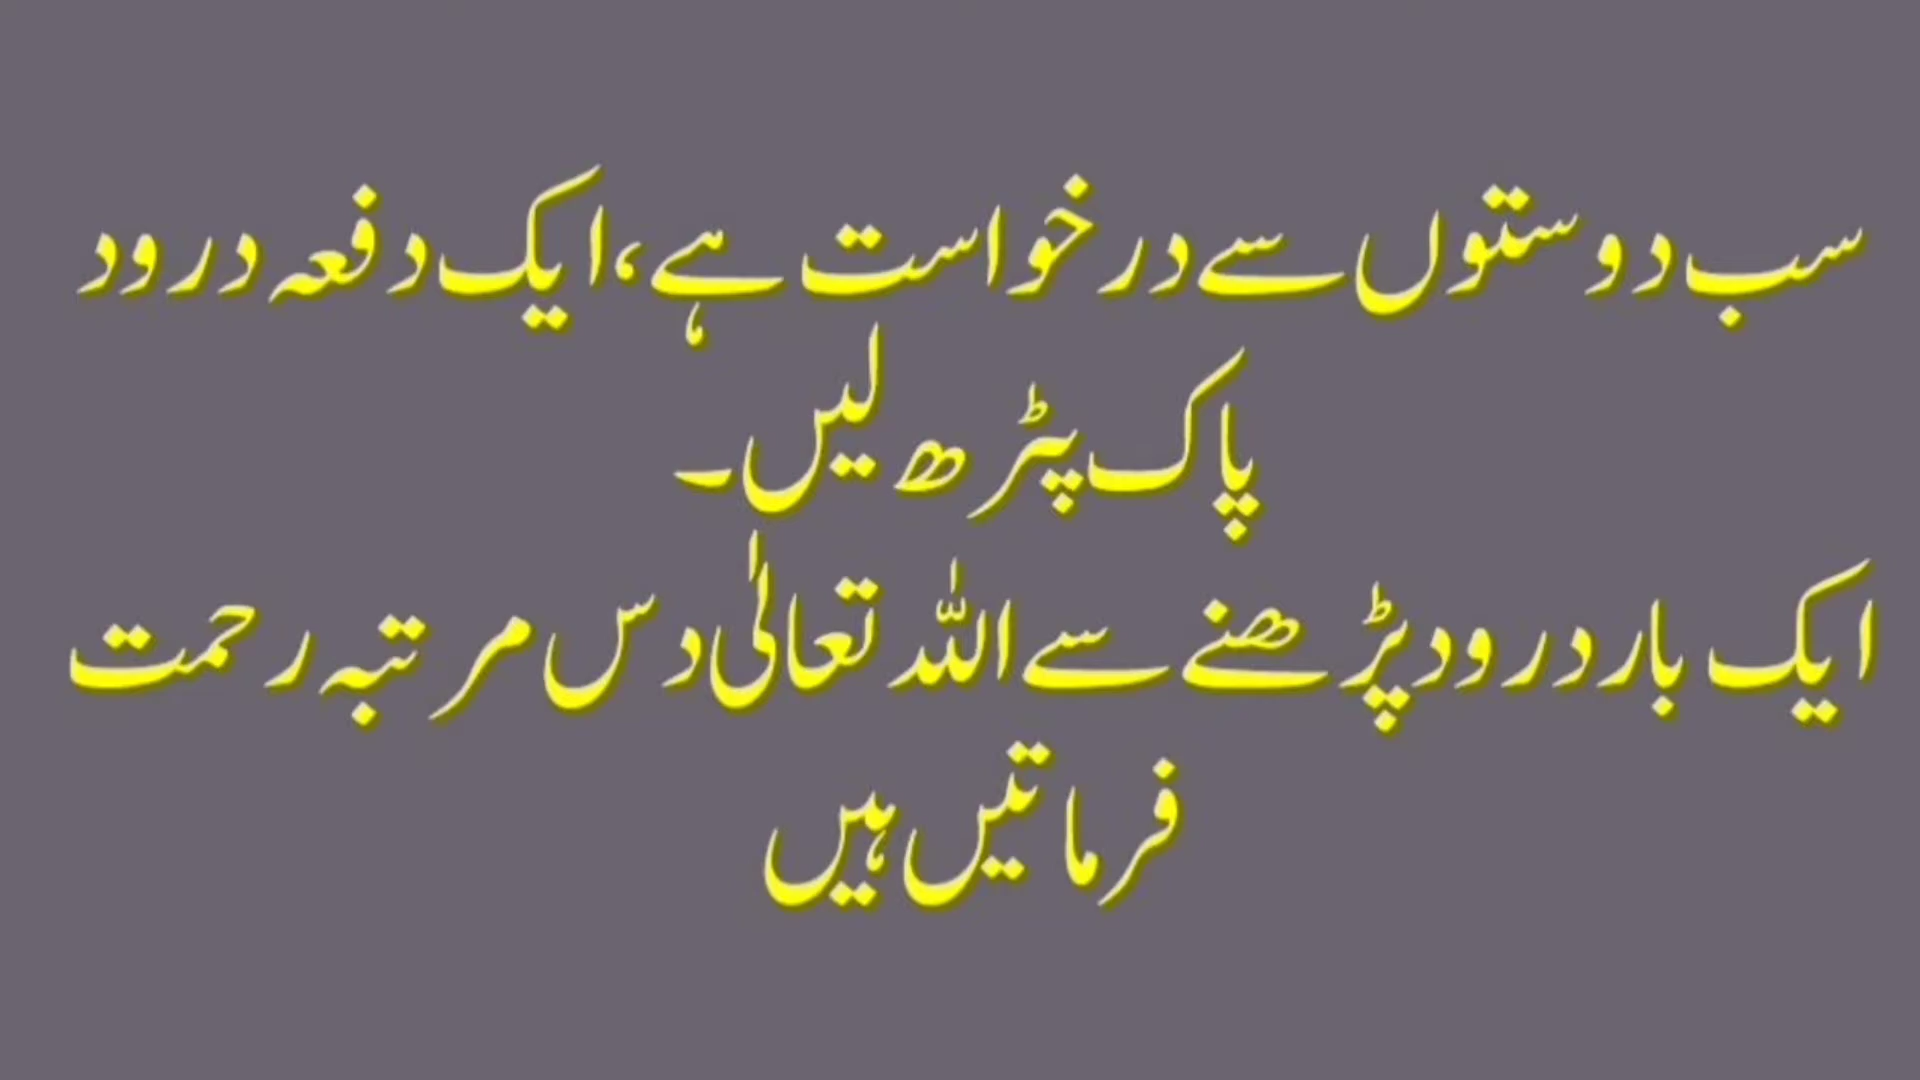 سب دوستوں سے درخواست ہے، ایک دفعہ درود
پاک پٹرھ لیں۔
ایک بار درود پڑھنے سے اللہ تعالیٰ دس مرتبہ رحمت
فرماتیں ہیں